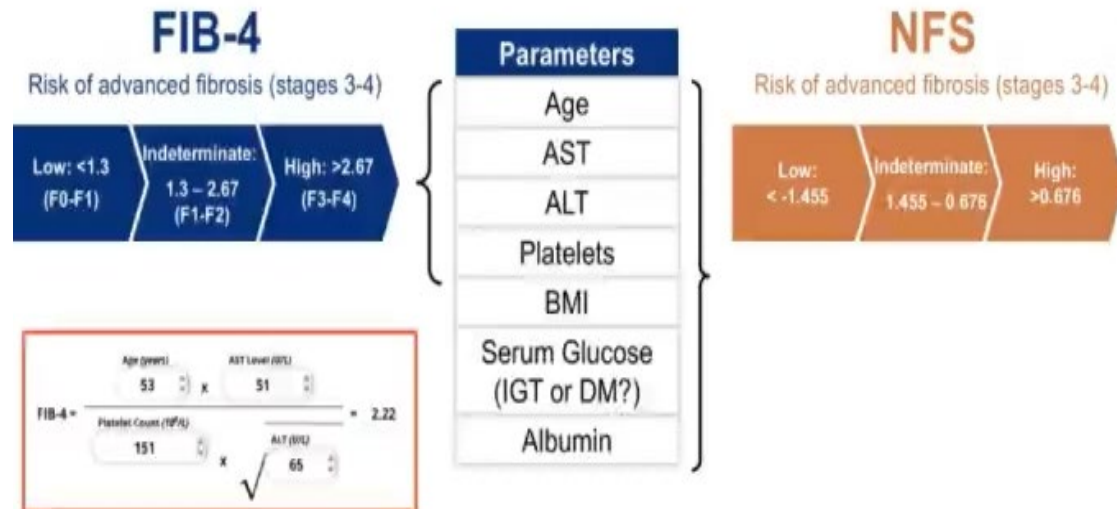 FIB-4
Risk of advanced fibrosis (stages 3-4)
Low: <1.3
(F0-F1)
Indeterminate:
1.3 – 2.67
(F1-F2)
High: >2.67
(F3-F4)
Parameters
Age
AST
ALT
Platelets
BMI
Serum Glucose
(IGT or DM?)
Albumin
NFS
Risk of advanced fibrosis (stages 3-4)
Low:
< -1.455
Indeterminate:
1.455 – 0.676
High:
>0.676
Age (years)
AST Level (U/L)
53 x 51
FIB-4 = = 2.22
Platelet Count (10⁹/L)
ALT (U/L)
151 x √ 65